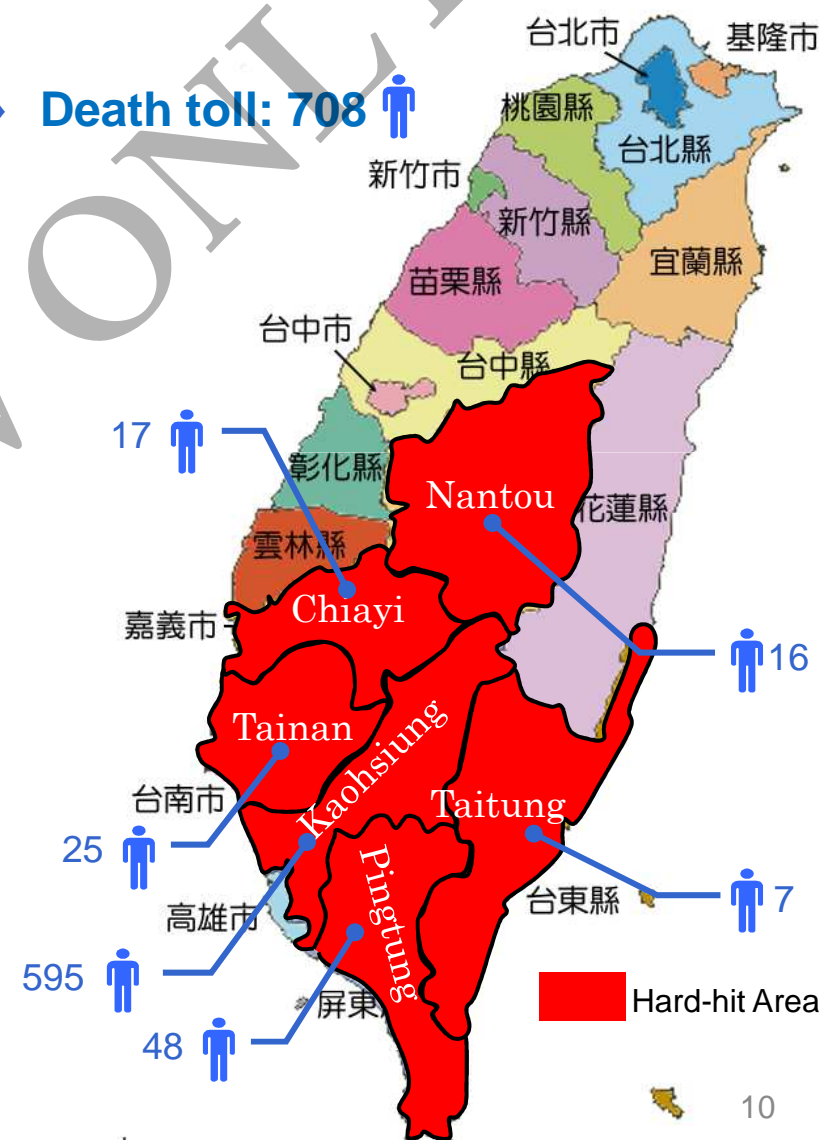 台北市
基隆市
Death toll: 708
桃園縣
台北縣
新竹市
新竹縣
宜蘭縣
苗栗縣
台中市
台中縣
17
彰化縣
Nantou
花蓮縣
雲林縣
Chiayi
嘉義市
16
Tainan
Kaohsiung
台南市
Taitung
25
Pingtung
7
台東縣
高雄市
595
屏東
Hard-hit Area
48
10